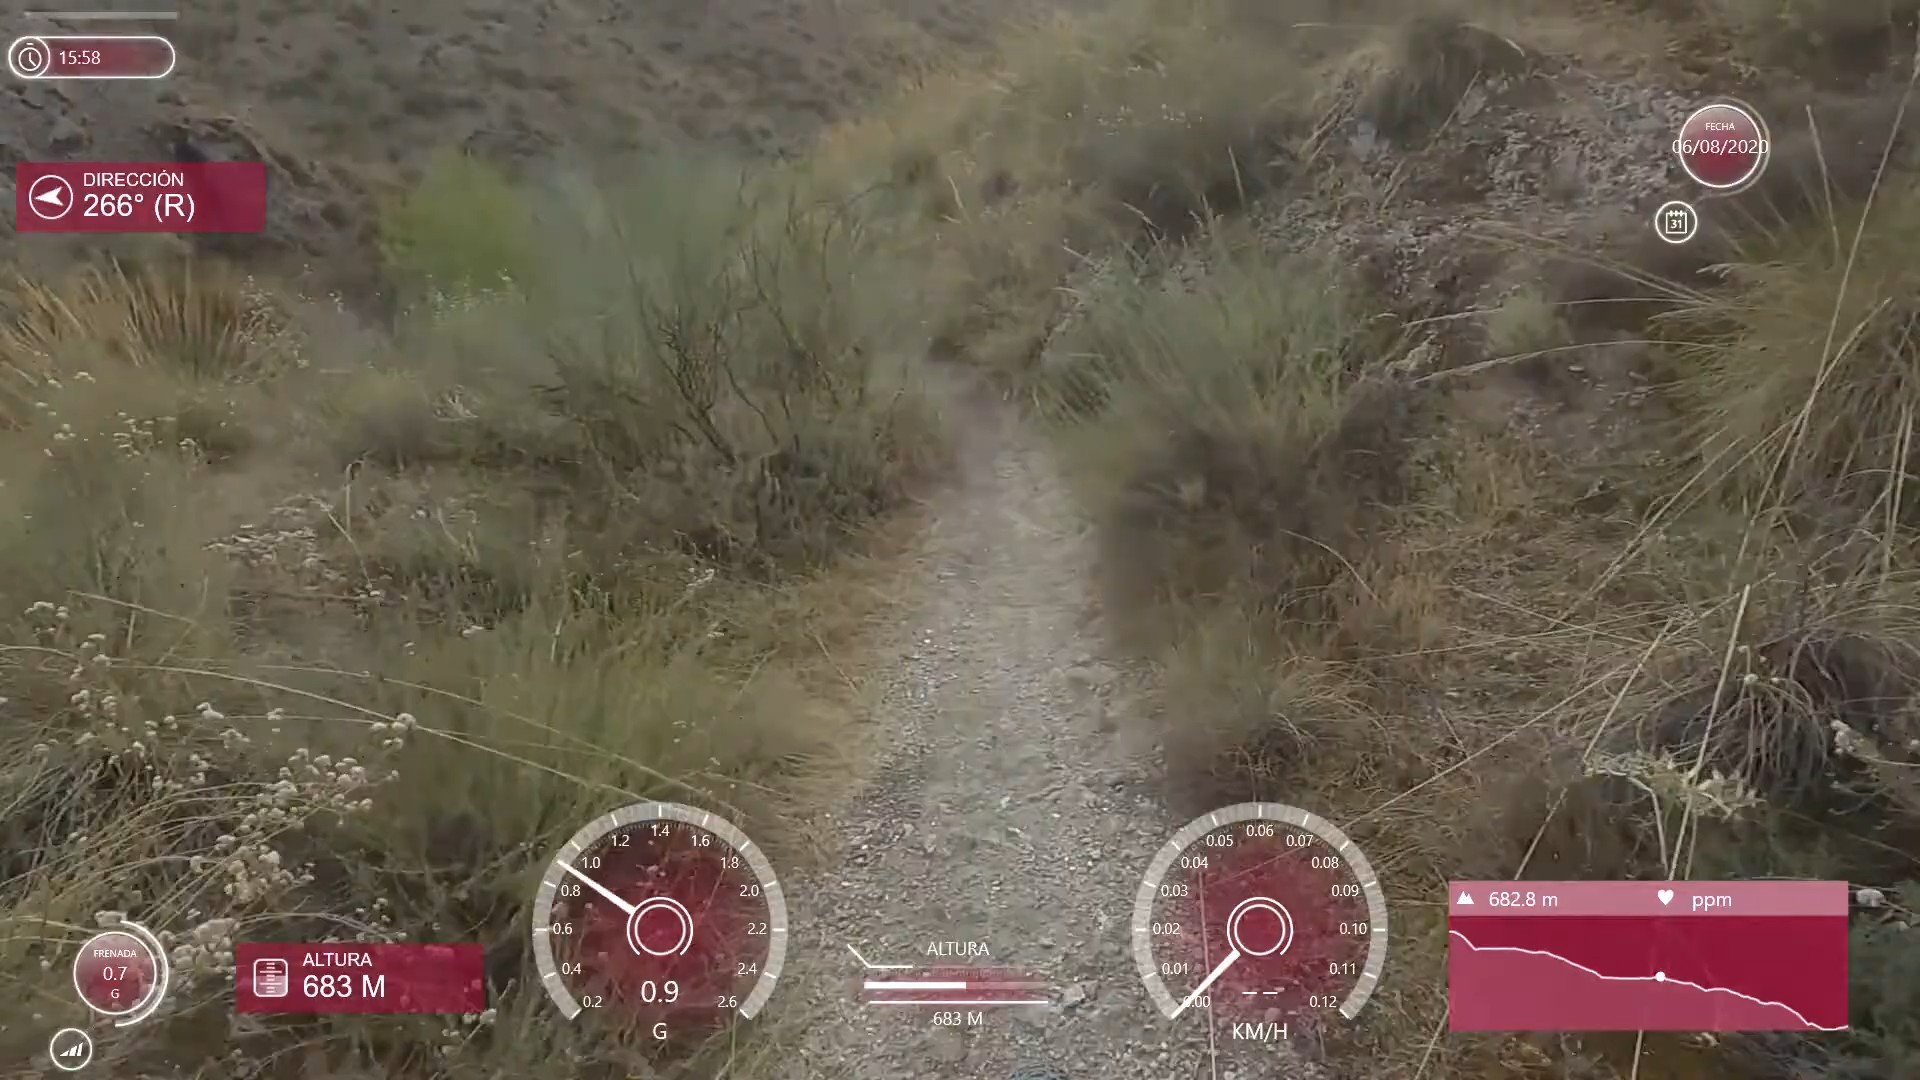 15:58
DIRECCIÓN
266° (R)
FECHA
06/08/2020
31
FRENADA
0.7
G
ALTURA
683 M
0.2
0.4
0.6
0.8
1.0
1.2
1.4
1.6
1.8
2.0
2.2
2.4
2.6
0.9
G
ALTURA
683 M
0.00
0.01
0.02
0.03
0.04
0.05
0.06
0.07
0.08
0.09
0.10
0.11
0.12
-- --
KM/H
682.8 m
ppm